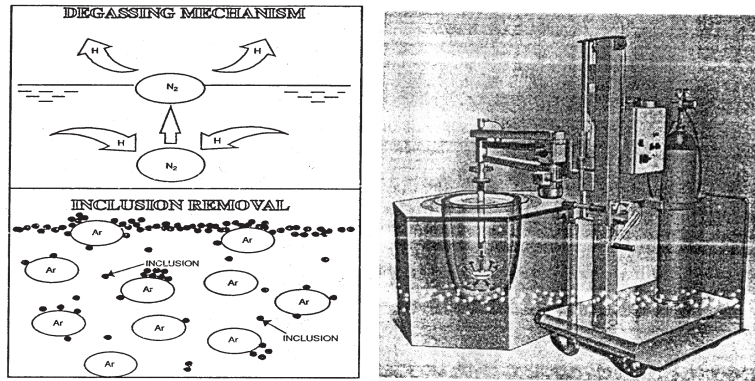 DEGASSING MECHANISM
H
H
N₂
H
H
N₂
INCLUSION REMOVAL
Ar
Ar
INCLUSION
Ar
Ar
Ar
Ar
Ar
Ar
Ar
INCLUSION
Ar